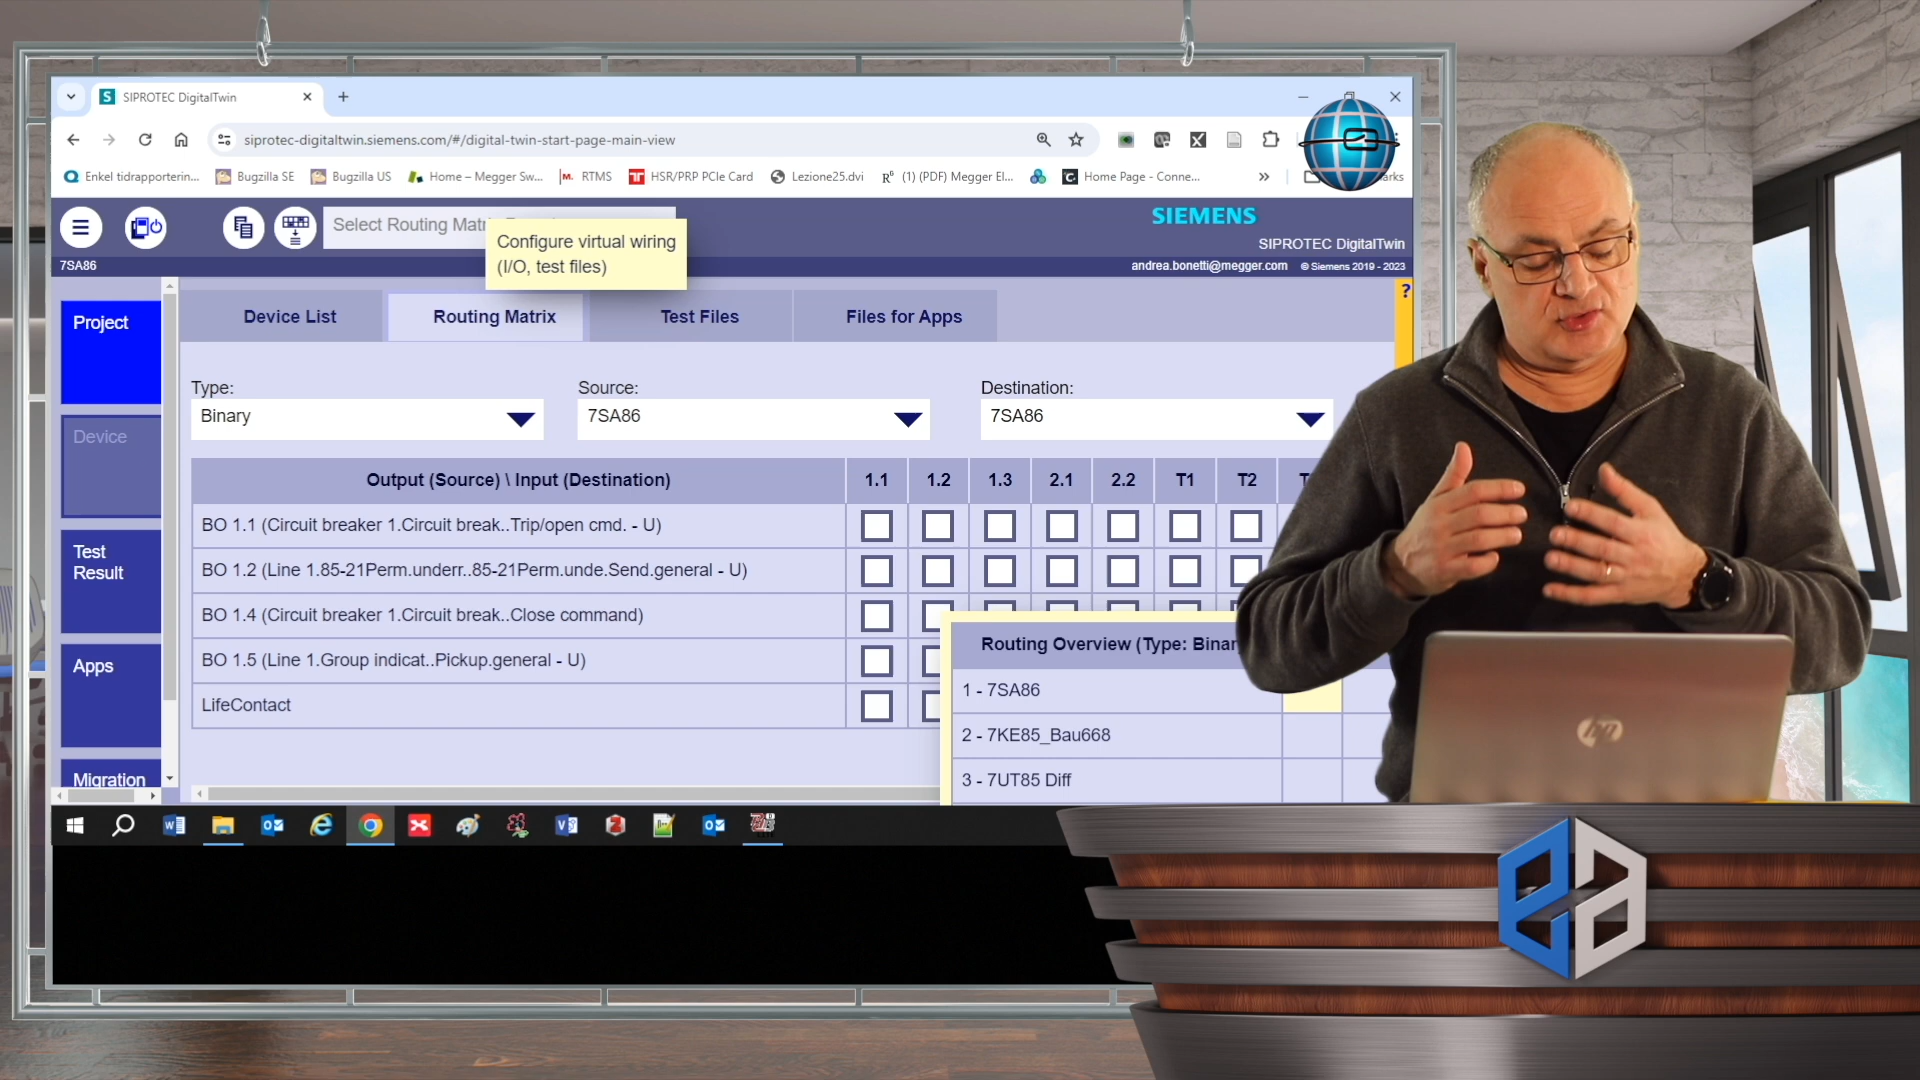 SIPROTEC DigitalTwin
siprotec-digitaltwin.siemens.com/#/digital-twin-start-page-main-view
Enkel tidrapporterin... Bugzilla SE Bugzilla US Home – Megger Sw... RTMS HSR/PRP PCIe Card Lezione25.dvi (1) (PDF) Megger El... Home Page - Conne...
Select Routing Matr
SIEMENS
SIPROTEC DigitalTwin
7SA86
andrea.bonetti@megger.com © Siemens 2019 - 2023
Configure virtual wiring
(I/O, test files)
?
Project
Device
Test
Result
Apps
Migration
Device List Routing Matrix Test Files Files for Apps
Type: Source: Destination:
Binary 7SA86 7SA86
Output (Source) \ Input (Destination) 1.1 1.2 1.3 2.1 2.2 T1 T2
BO 1.1 (Circuit breaker 1.Circuit break..Trip/open cmd. - U)
BO 1.2 (Line 1.85-21Perm.underr..85-21Perm.unde.Send.general - U)
BO 1.4 (Circuit breaker 1.Circuit break..Close command)
BO 1.5 (Line 1.Group indicat..Pickup.general - U)
LifeContact
Routing Overview (Type: Binar
1 - 7SA86
2 - 7KE85_Bau668
3 - 7UT85 Diff
hp